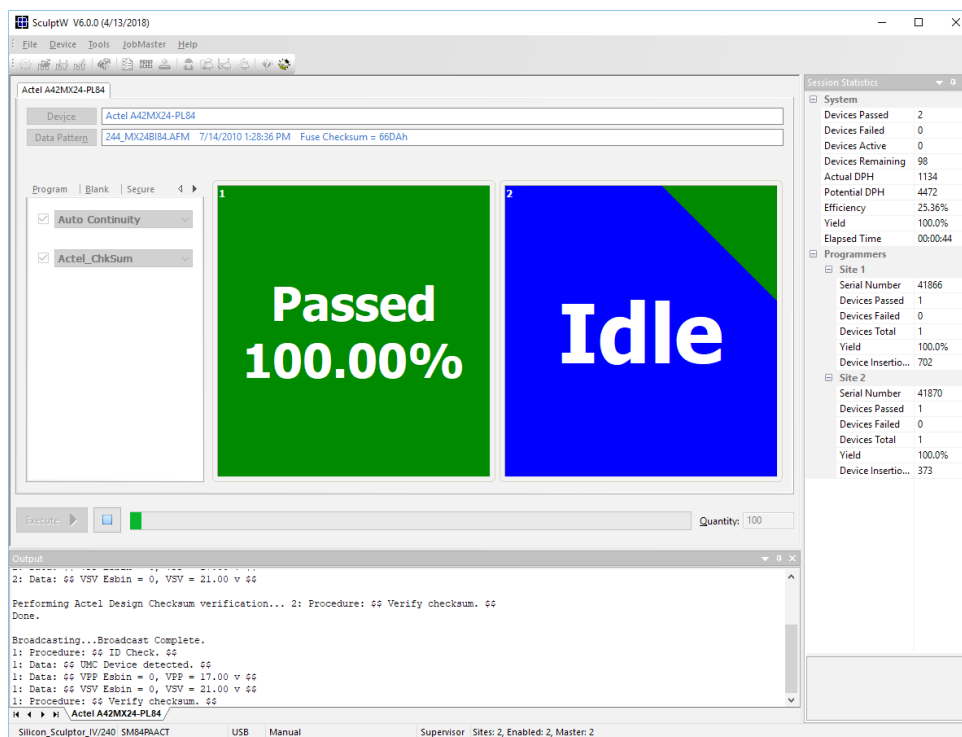 SculptW V6.0.0 (4/13/2018)
File Device Tools JobMaster Help
Actel A42MX24-PL84
Device
Actel A42MX24-PL84
Data Pattern
244_MX24BI84.AFM 7/14/2010 1:28:36 PM Fuse Checksum = 66DAh
Program Blank Secure
Auto Continuity
Actel_ChkSum
1
Passed
100.00%
2
Idle
Execute
Quantity: 100
Session Statistics
System
Devices Passed 2
Devices Failed 0
Devices Active 0
Devices Remaining 98
Actual DPH 1134
Potential DPH 4472
Efficiency 25.36%
Yield 100.0%
Elapsed Time 00:00:44
Programmers
Site 1
Serial Number 41866
Devices Passed 1
Devices Failed 0
Devices Total 1
Yield 100.0%
Device Insertio... 702
Site 2
Serial Number 41870
Devices Passed 1
Devices Failed 0
Devices Total 1
Yield 100.0%
Device Insertio... 373
Output
2: Data: $$ VSV Esbin = 0, VSV = 21.00 v $$
Performing Actel Design Checksum verification... 2: Procedure: $$ Verify checksum. $$
Done.
Broadcasting...Broadcast Complete.
1: Procedure: $$ ID Check. $$
1: Data: $$ UMC Device detected. $$
1: Data: $$ VPP Esbin = 0, VPP = 17.00 v $$
1: Data: $$ VSV Esbin = 0, VSV = 21.00 v $$
1: Procedure: $$ Verify checksum. $$
Actel A42MX24-PL84
Silicon_Sculptor_IV/240 SM84PAACT USB Manual Supervisor Sites: 2, Enabled: 2, Master: 2